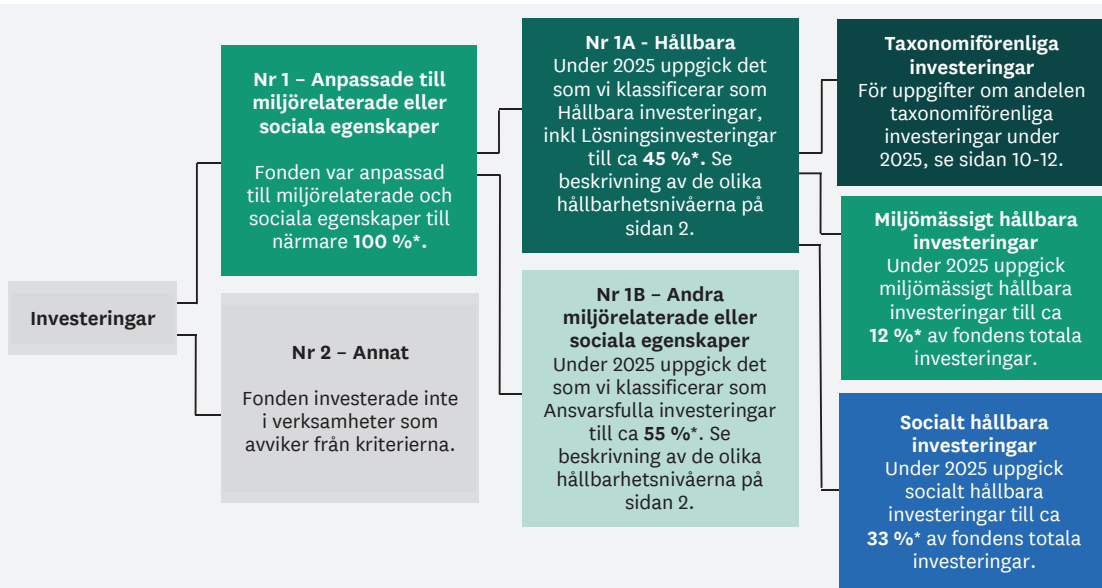 Investeringar
Nr 1 – Anpassade till
miljörelaterade eller
sociala egenskaper
Fonden var anpassad
till miljörelaterade och
sociala egenskaper till
närmare 100 %*.
Nr 2 – Annat
Fonden investerade inte
i verksamheter som
avviker från kriterierna.
Nr 1A - Hållbara
Under 2025 uppgick det
som vi klassificerar som
Hållbara investeringar,
inkl Lösningsinvesteringar
till ca 45 %*. Se
beskrivning av de olika
hållbarhetsnivåerna på
sidan 2.
Nr 1B – Andra
miljörelaterade eller
sociala egenskaper
Under 2025 uppgick det
som vi klassificerar som
Ansvarsfulla investeringar
till ca 55 %*. Se
beskrivning av de olika
hållbarhetsnivåerna på
sidan 2.
Taxonomiförenliga
investeringar
För uppgifter om andelen
taxonomiförenliga
investeringar under
2025, se sidan 10-12.
Miljömässigt hållbara
investeringar
Under 2025 uppgick
miljömässigt hållbara
investeringar till ca
12 %* av fondens totala
investeringar.
Socialt hållbara
investeringar
Under 2025 uppgick
socialt hållbara
investeringar till ca
33 %* av fondens totala
investeringar.